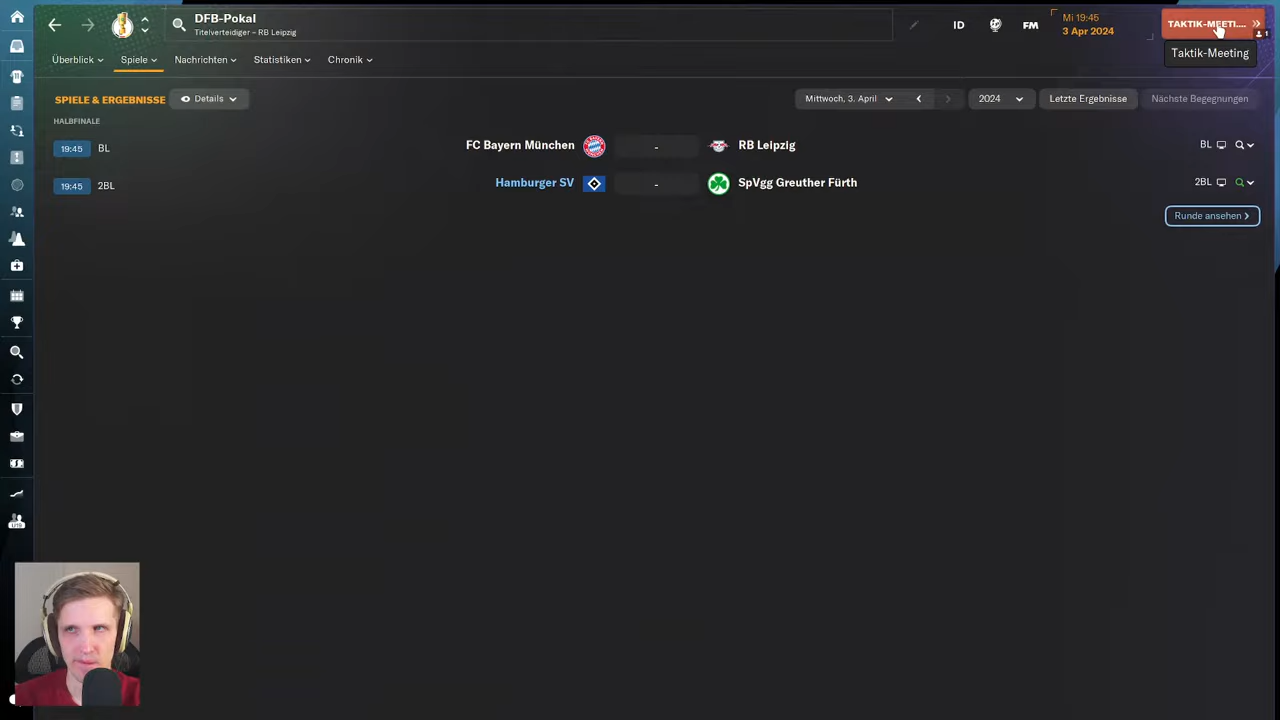 DFB-Pokal
Titelverteidiger – RB Leipzig
ID
FM
Mi 19:45
3 Apr 2024
TAKTIK-MEETI....
1
Taktik-Meeting
Überblick
Spiele
Nachrichten
Statistiken
Chronik
SPIELE & ERGEBNISSE
Details
Mittwoch, 3. April
2024
Letzte Ergebnisse
Nächste Begegnungen
HALBFINALE
19:45 BL FC Bayern München - RB Leipzig BL
19:45 2BL Hamburger SV - SpVgg Greuther Fürth 2BL
Runde ansehen
U19